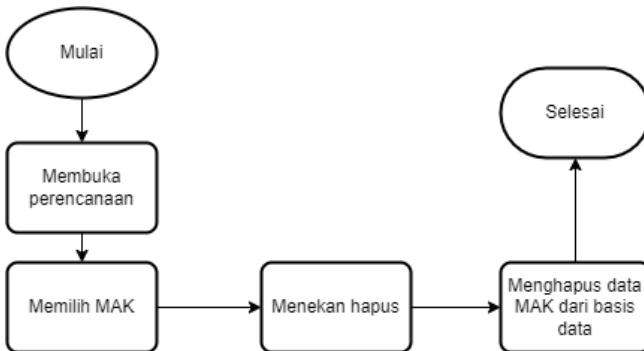 Mulai
Membuka
perencanaan
Memilih MAK
Menekan hapus
Menghapus data
MAK dari basis
data
Selesai